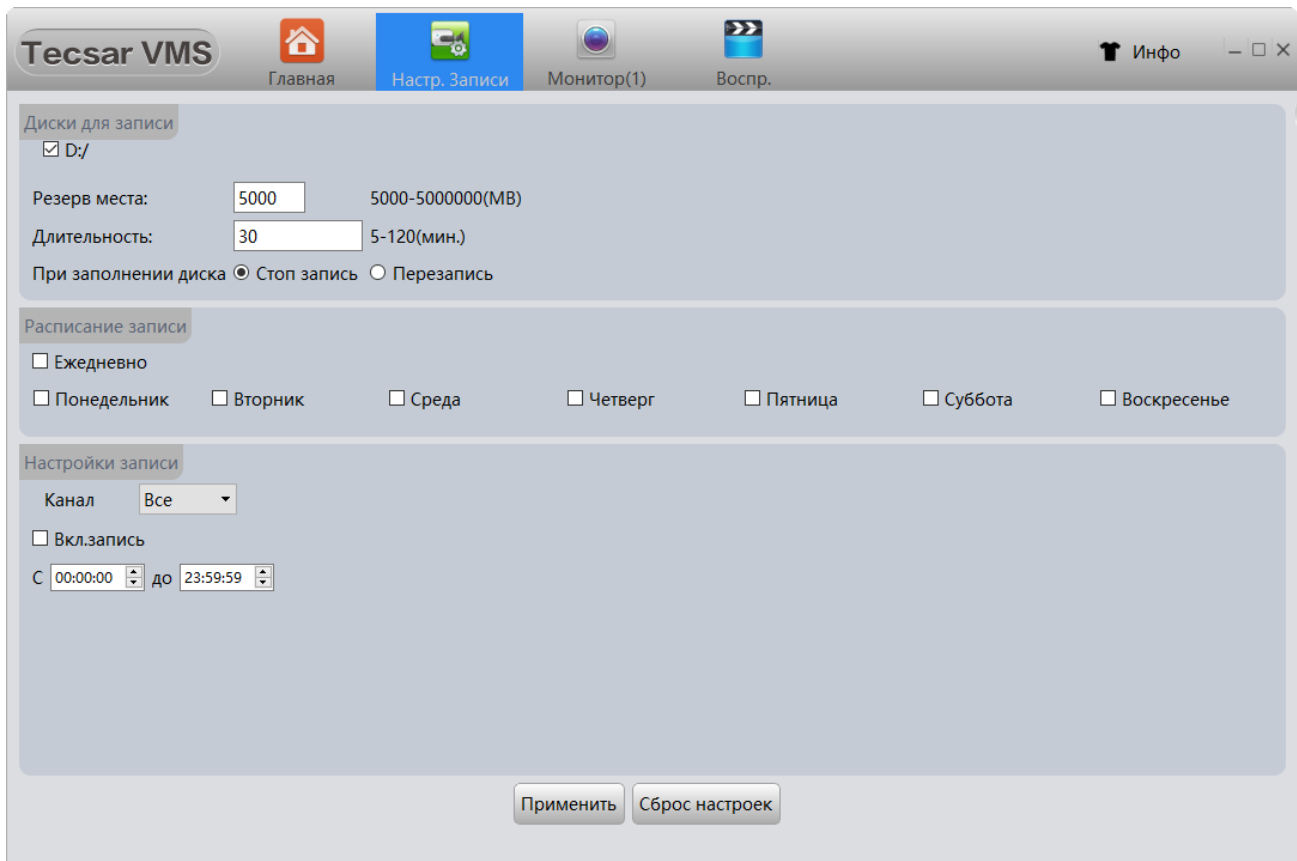 Tecsar VMS
Главная
Настр. Записи
Монитор(1)
Воспр.
Инфо
Диски для записи
D:/
Резерв места: 5000 5000-5000000(MB)
Длительность: 30 5-120(мин.)
При заполнении диска Стоп запись Перезапись
Расписание записи
Ежедневно
Понедельник Вторник Среда Четверг Пятница Суббота Воскресенье
Настройки записи
Канал Все
Вкл.запись
С 00:00:00 до 23:59:59
Применить Сброс настроек